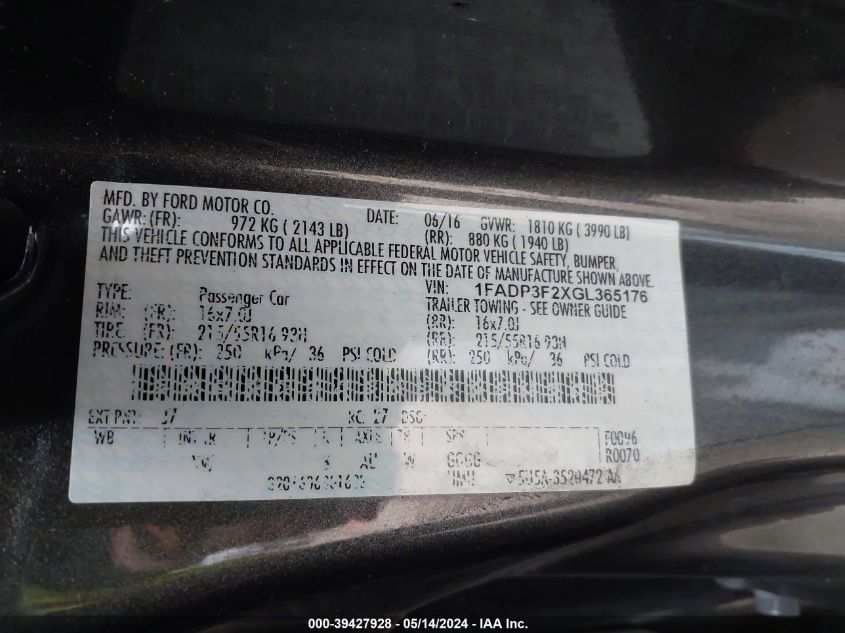 MFD. BY FORD MOTOR CO. DATE: 06/16 GVWR: 1810 KG ( 3990 LB)
GAWR:(FR): 972 KG ( 2143 LB) (RR): 880 KG ( 1940 LB)
THIS VEHICLE CONFORMS TO ALL APPLICABLE FEDERAL MOTOR VEHICLE SAFETY, BUMPER,
AND THEFT PREVENTION STANDARDS IN EFFECT ON THE DATE OF MANUFACTURE SHOWN ABOVE.
VIN: 1FADP3F2XGL365176
TYPE: Passenger Car TRAILER TOWING - SEE OWNER GUIDE
RIM: (FR): 16x7.0J (RR): 16x7.0J
TIRE (FR): 215/55R16 93H (RR): 215/55R16 93H
PRESSURE:(FR): 250 kPa/ 36 PSI COLD (RR): 250 kPa/ 36 PSI COLD
EXT PNT: J7 RC: 27 DSO:
WB F0096
R0070
W GGGG
000-39427928 - 05/14/2024 - IAA Inc.